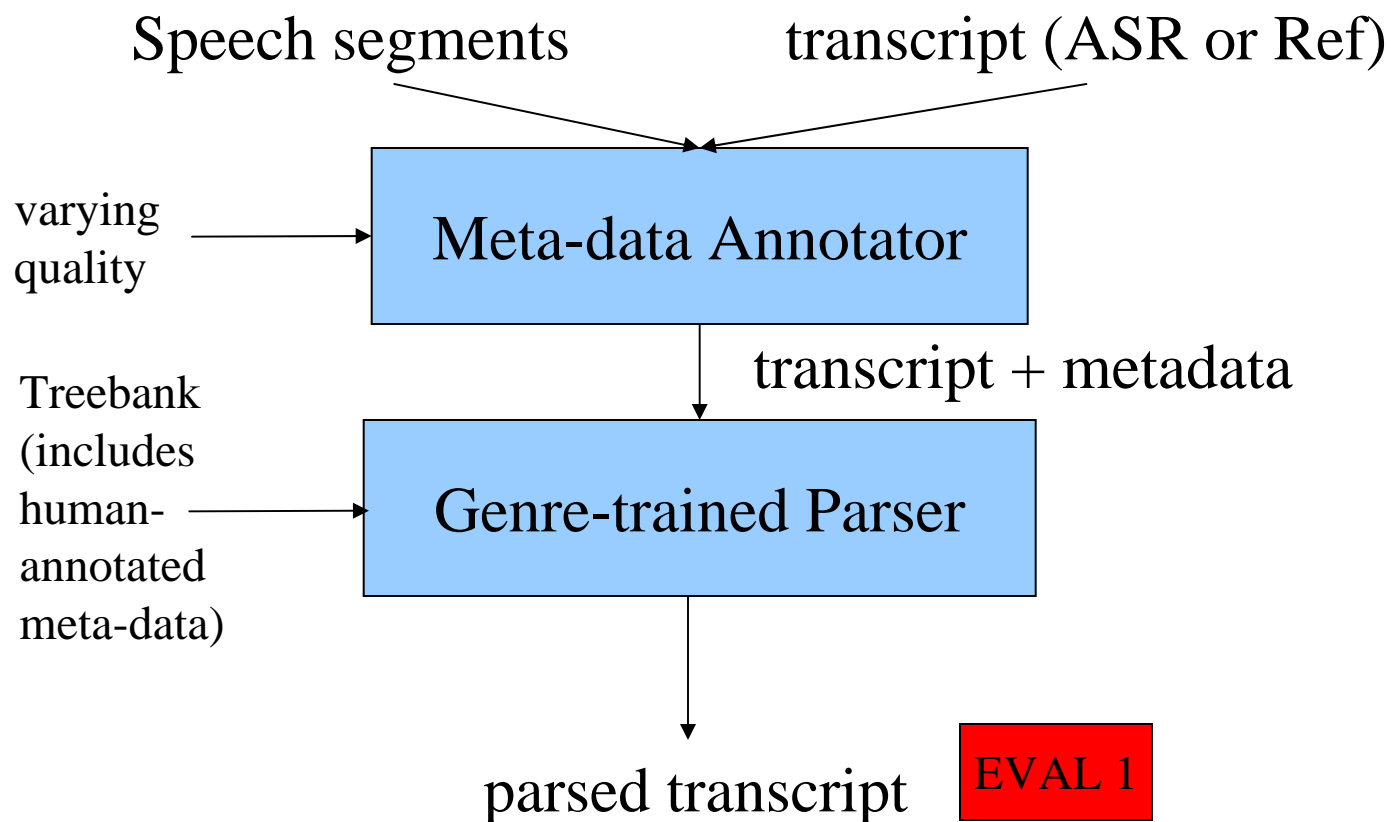 Speech segments
transcript (ASR or Ref)
varying
quality
Meta-data Annotator
transcript + metadata
Treebank
(includes
human-
annotated
meta-data)
Genre-trained Parser
parsed transcript
EVAL 1